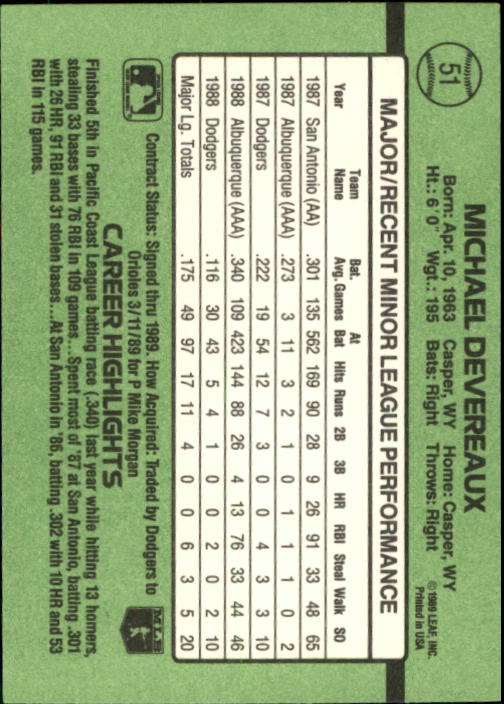 51
MICHAEL DEVEREAUX
Born: Apr. 10, 1963 Casper, WY Home: Casper, WY
Ht.: 6' 0" Wgt.: 195 Bats: Right Throws: Right
© 1989 LEAF, INC.
Printed in USA
MAJOR/RECENT MINOR LEAGUE PERFORMANCE
Year Team Name Bat. Avg. Games At Bat Hits Runs 2B 3B HR RBI Steal Walk SO
1987 San Antonio (AA) .301 135 562 169 90 28 9 26 91 33 48 65
1987 Albuquerque (AAA) .273 3 11 3 2 1 0 1 1 1 0 2
1987 Dodgers .222 19 54 12 7 3 0 0 4 3 3 10
1988 Albuquerque (AAA) .340 109 423 144 88 26 4 13 76 33 44 46
1988 Dodgers .116 30 43 5 4 1 0 0 2 0 2 10
Major Lg. Totals .175 49 97 17 11 4 0 0 6 3 5 20
Contract Status: Signed thru 1989. How Acquired: Traded by Dodgers to
Orioles 3/11/89 for P Mike Morgan
MLS
CAREER HIGHLIGHTS
Finished 5th in Pacific Coast League batting race (.340) last year while hitting 13 homers,
stealing 33 bases with 76 RBI in 109 games...Spent most of '87 at San Antonio, batting .301
with 26 HR, 91 RBI and 31 stolen bases...At San Antonio in '86, batting .302 with 10 HR and 53
RBI in 115 games.